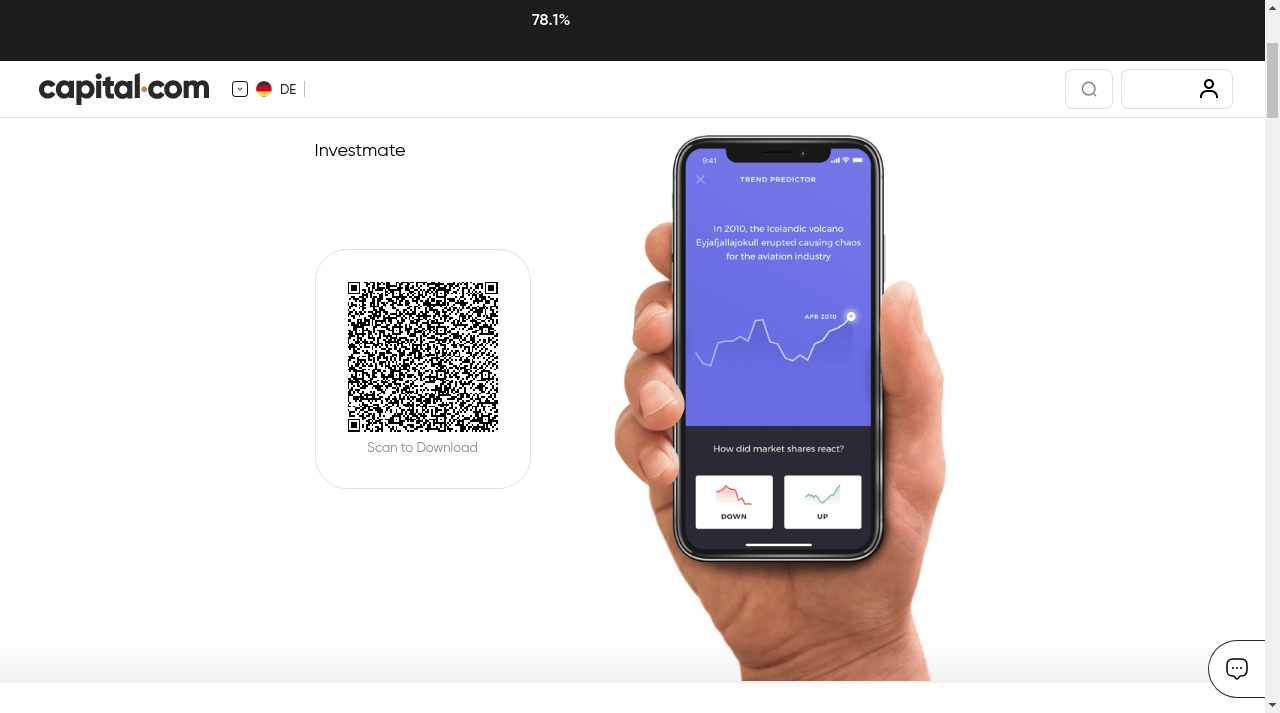 78.1%
capital.com
DE
Investmate
Scan to Download
9:41
TREND PREDICTOR
In 2010, the Icelandic volcano
Eyjafjallajokull erupted causing chaos
for the aviation industry
APR 2010
How did market shares react?
DOWN
UP